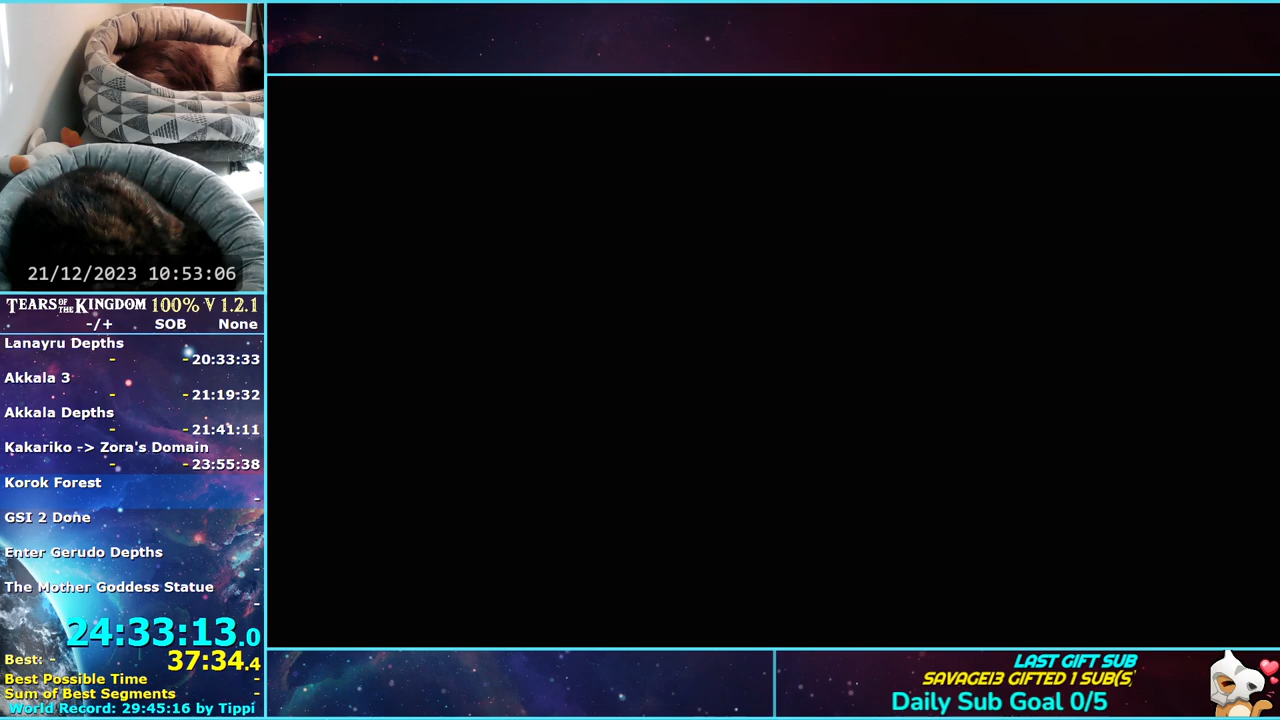 21/12/2023 10:53:06
TEARS OF THE KINGDOM 100% V 1.2.1
-/+ SOB None
Lanayru Depths
- - 20:33:33
Akkala 3
- - 21:19:32
Akkala Depths
- - 21:41:11
Kakariko -> Zora's Domain
- - 23:55:38
Korok Forest
-
GSI 2 Done
-
Enter Gerudo Depths
-
The Mother Goddess Statue
-
24:33:13.0
Best: - 37:34.4
Best Possible Time -
Sum of Best Segments -
World Record: 29:45:16 by Tippi
LAST GIFT SUB
SAVAGE13 GIFTED 1 SUB(S)
Daily Sub Goal 0/5